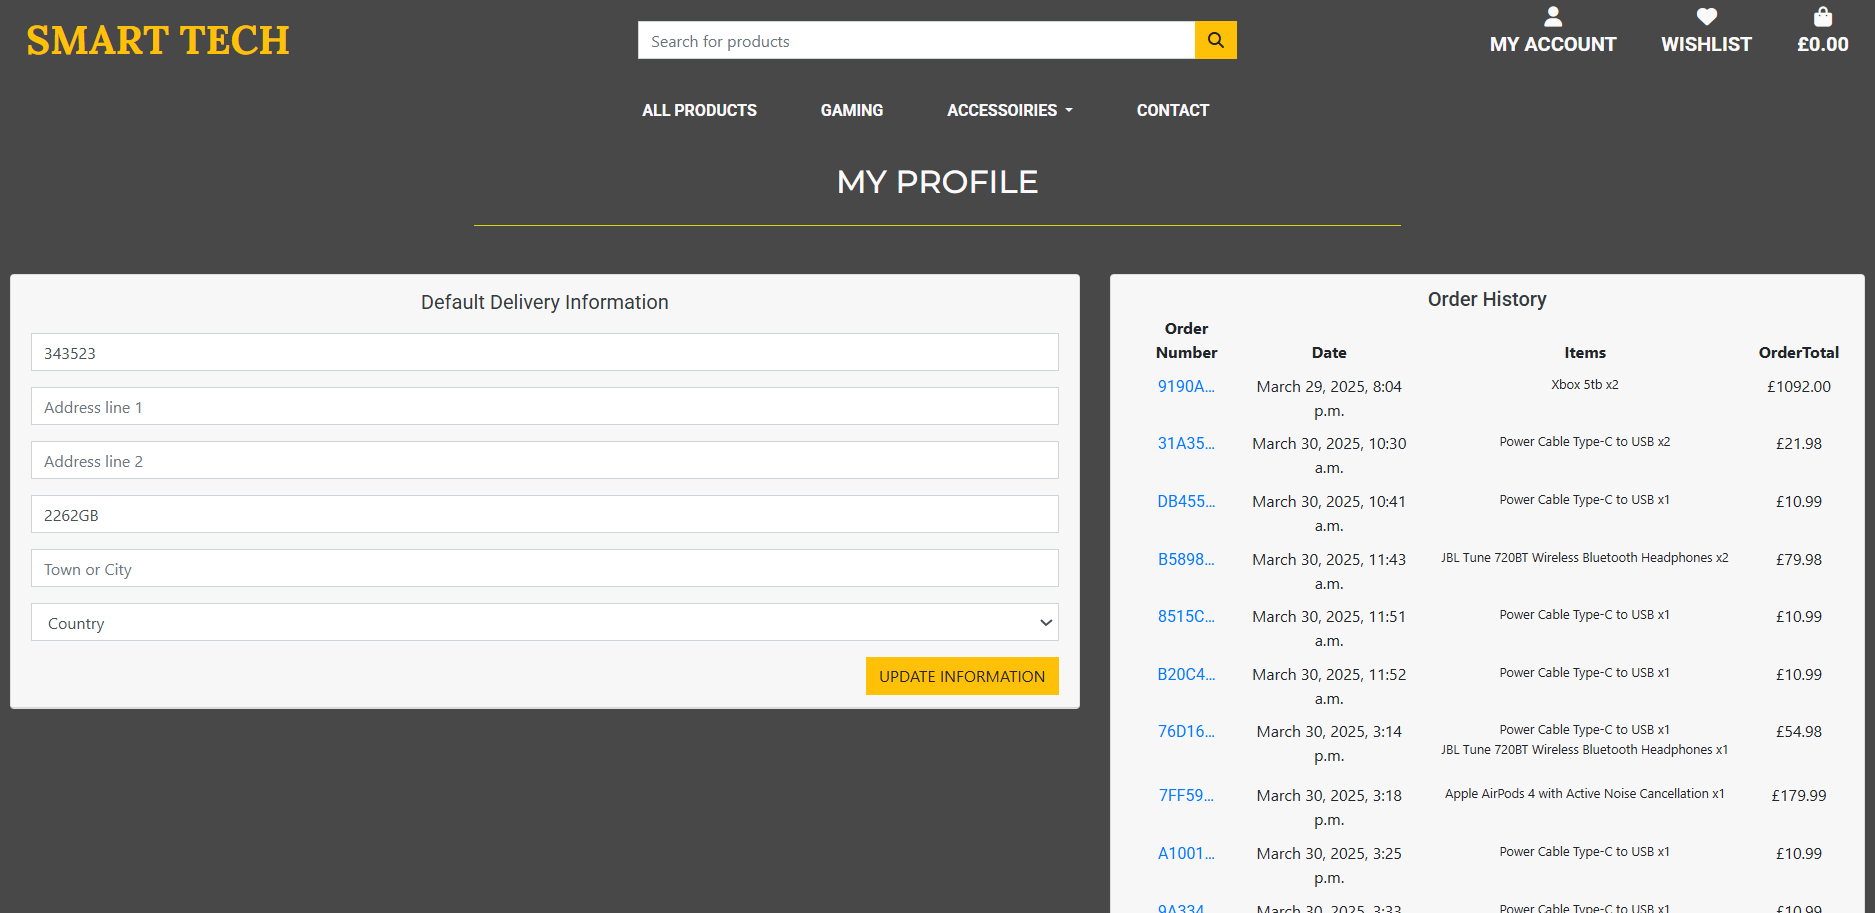 SMART TECH
Search for products
MY ACCOUNT
WISHLIST
£0.00
ALL PRODUCTS
GAMING
ACCESSOIRIES
CONTACT
MY PROFILE
Default Delivery Information
343523
Address line 1
Address line 2
2262GB
Town or City
Country
UPDATE INFORMATION
Order History
Order
Number Date Items OrderTotal
9190A... March 29, 2025, 8:04 Xbox 5tb x2 £1092.00
p.m.
31A35... March 30, 2025, 10:30 Power Cable Type-C to USB x2 £21.98
a.m.
DB455... March 30, 2025, 10:41 Power Cable Type-C to USB x1 £10.99
a.m.
B5898... March 30, 2025, 11:43 JBL Tune 720BT Wireless Bluetooth Headphones x2 £79.98
a.m.
8515C... March 30, 2025, 11:51 Power Cable Type-C to USB x1 £10.99
a.m.
B20C4... March 30, 2025, 11:52 Power Cable Type-C to USB x1 £10.99
a.m.
76D16... March 30, 2025, 3:14 Power Cable Type-C to USB x1 £54.98
p.m. JBL Tune 720BT Wireless Bluetooth Headphones x1
7FF59... March 30, 2025, 3:18 Apple AirPods 4 with Active Noise Cancellation x1 £179.99
p.m.
A1001... March 30, 2025, 3:25 Power Cable Type-C to USB x1 £10.99
p.m.
9A334... March 30, 2025, 3:33 Power Cable Type-C to USB x1 £10.99